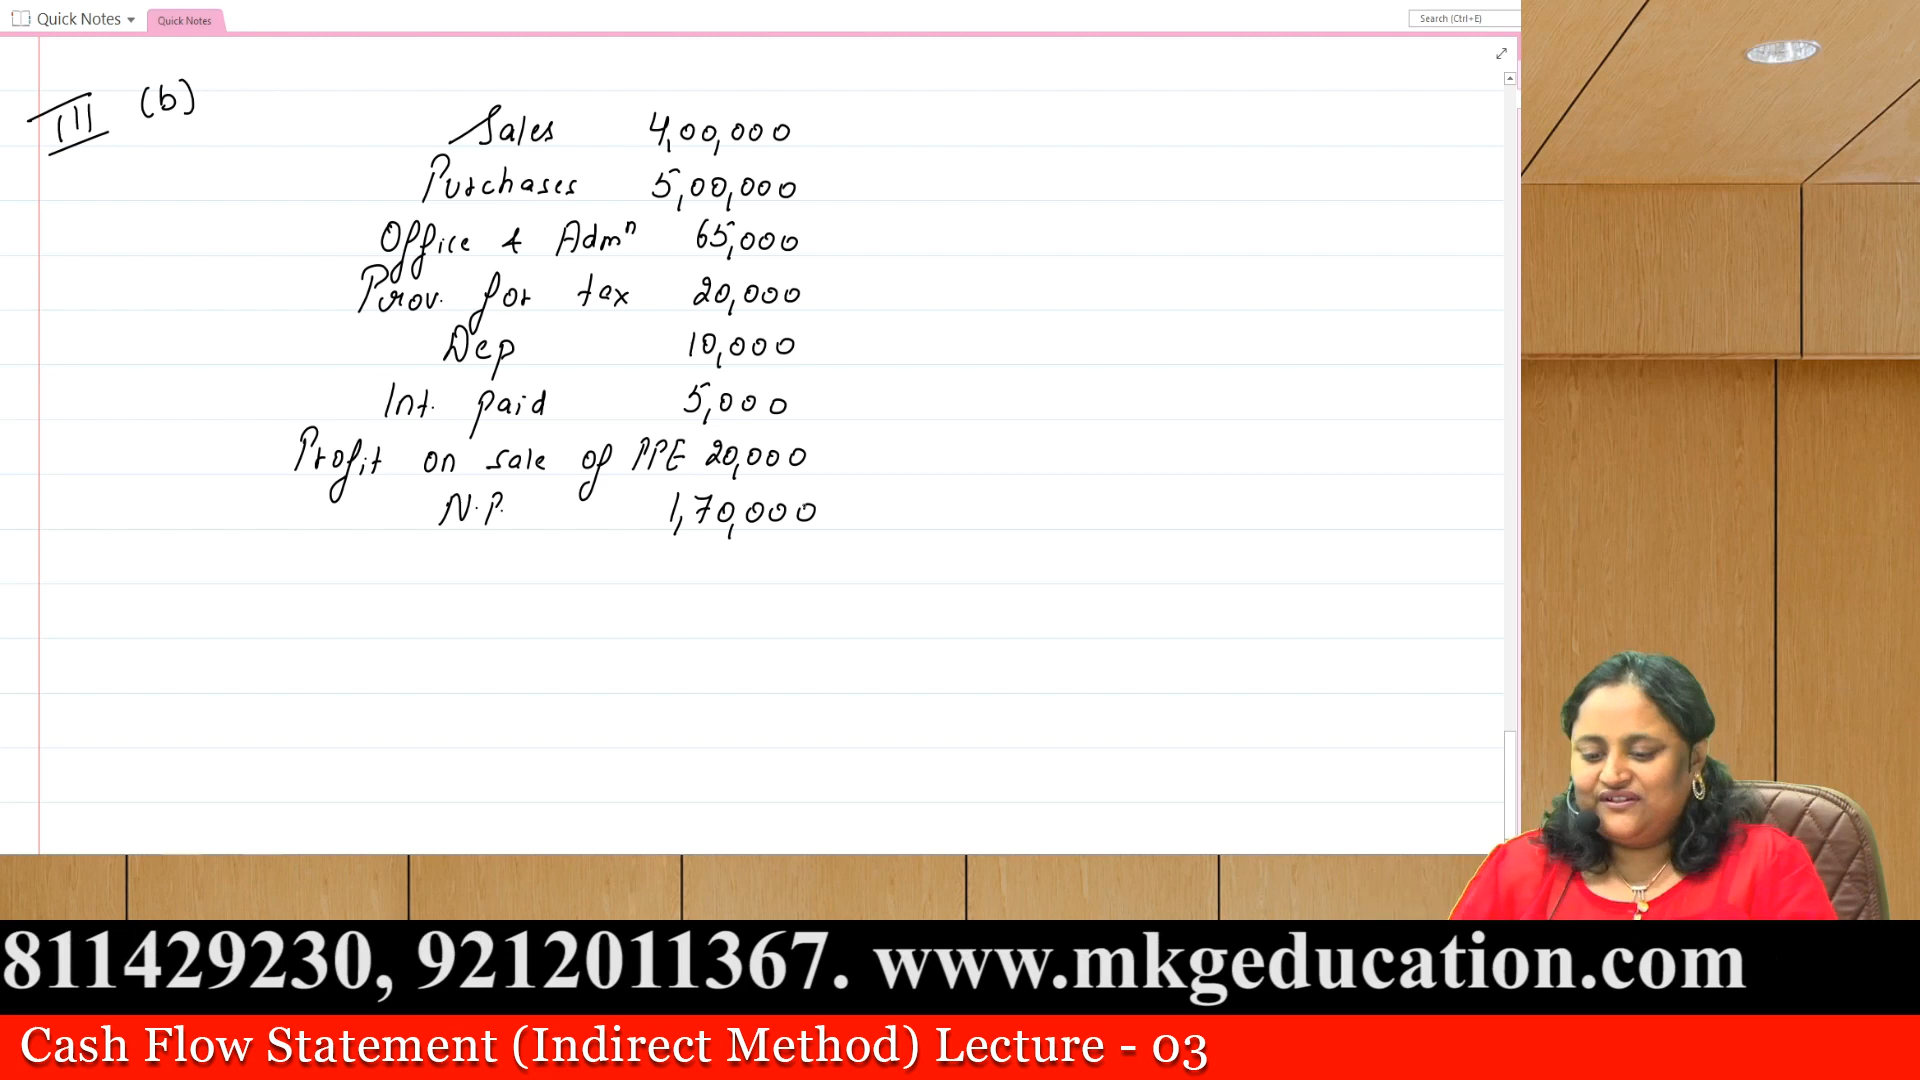 Quick Notes
Quick Notes
Search (Ctrl+E)
III (b)
Sales 4,00,000
Purchases 5,00,000
Office & Admⁿ 65,000
Prov. for tax 20,000
Dep 10,000
Int. paid 5,000
Profit on sale of PPE 20,000
N.P. 1,70,000
811429230, 9212011367. www.mkgeducation.com
Cash Flow Statement (Indirect Method) Lecture - 03